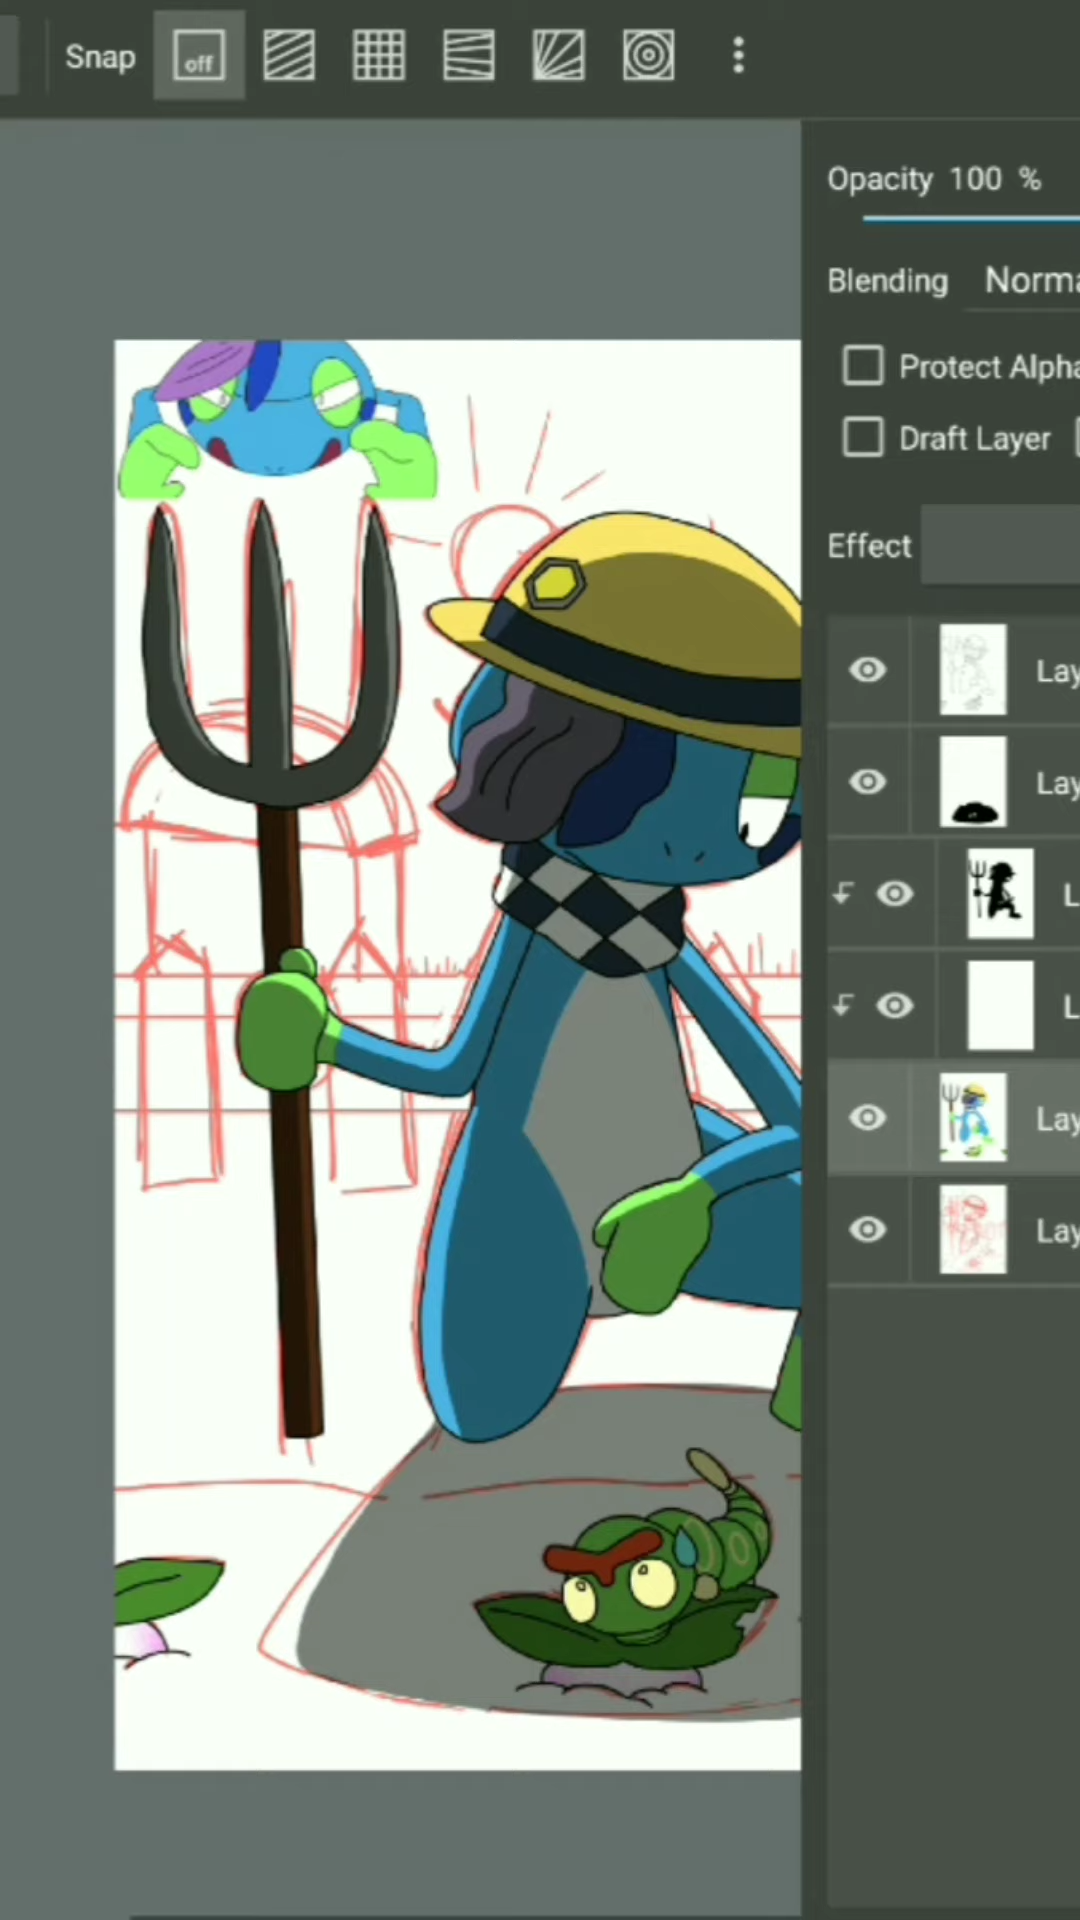 Snap
off
Opacity 100 %
Blending Norma
Protect Alpha
Draft Layer
Effect
Lay
Lay
L
L
Lay
Lay